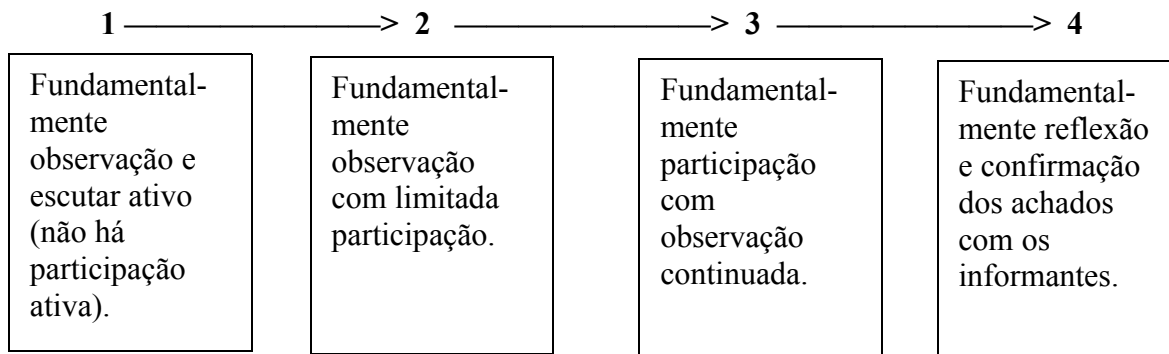 1 ————————> 2 ————————> 3 ————————> 4
Fundamental-
mente
observação e
escutar ativo
(não há
participação
ativa).
Fundamental-
mente
observação
com limitada
participação.
Fundamental-
mente
participação
com
observação
continuada.
Fundamental-
mente reflexão
e confirmação
dos achados
com os
informantes.